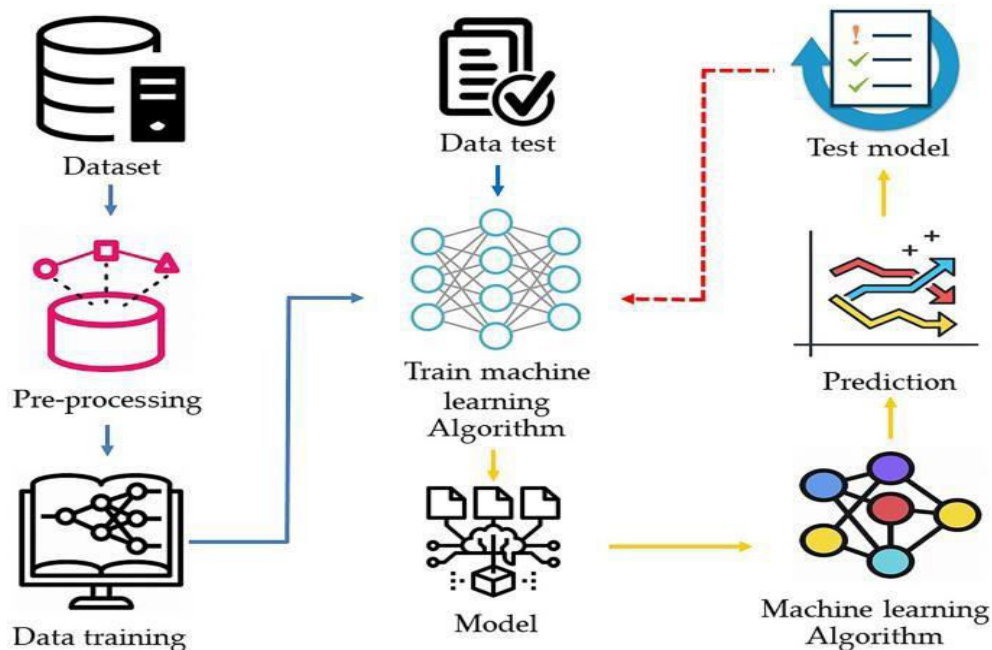 Dataset
Pre-processing
Data training
Data test
Train machine
learning
Algorithm
Model
Machine learning
Algorithm
Prediction
Test model